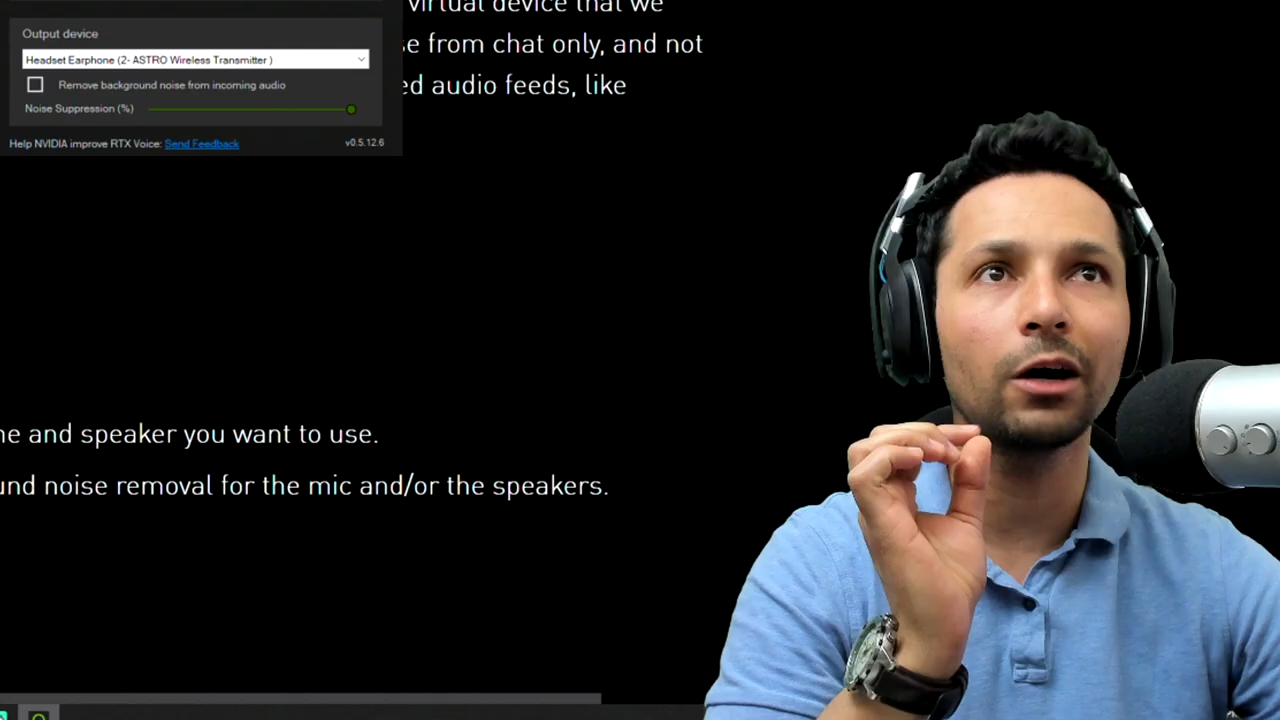 virtual device that we
Output device
Headset Earphone (2- ASTRO Wireless Transmitter )
se from chat only, and not
Remove background noise from incoming audio
ed audio feeds, like
Noise Suppression (%)
Help NVIDIA improve RTX Voice: Send Feedback
v0.5.12.6
ne and speaker you want to use.
und noise removal for the mic and/or the speakers.